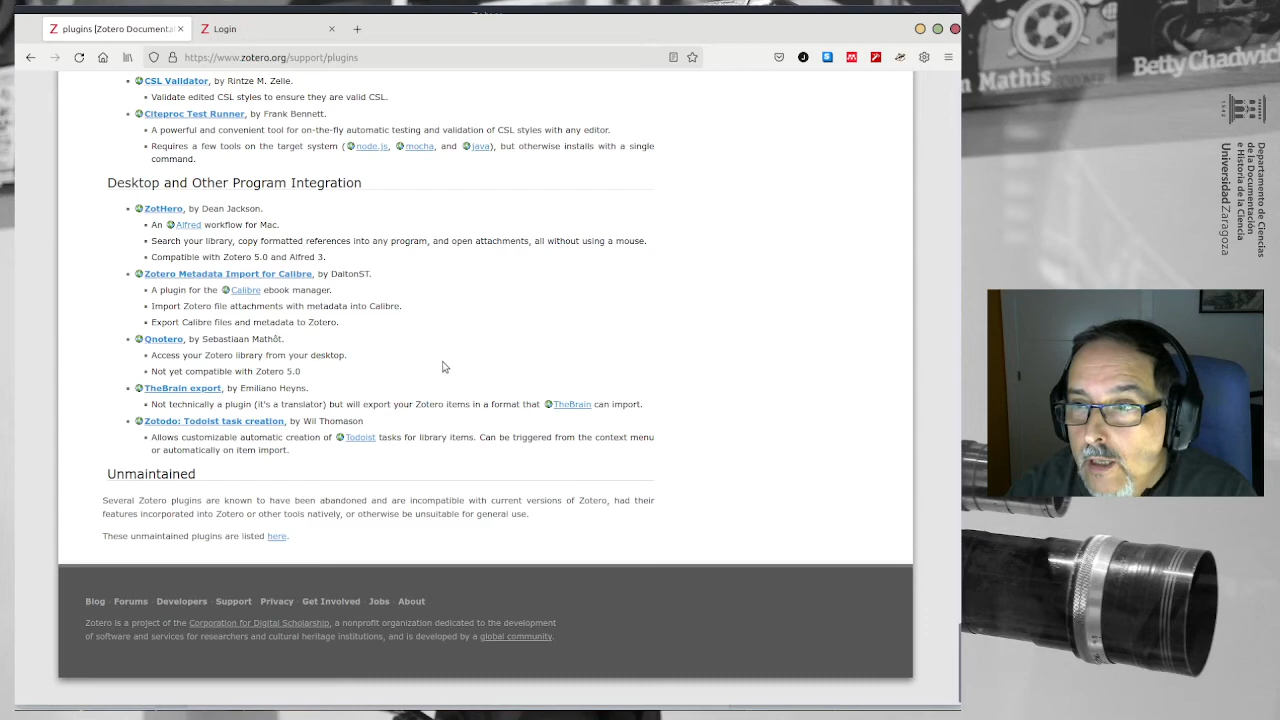 plugins [Zotero Documenta
Login
https://www.zotero.org/support/plugins
CSL Validator, by Rintze M. Zelle.
Validate edited CSL styles to ensure they are valid CSL.
Citeproc Test Runner, by Frank Bennett.
A powerful and convenient tool for on-the-fly automatic testing and validation of CSL styles with any editor.
Requires a few tools on the target system (node.js, mocha, and java), but otherwise installs with a single
command.
Desktop and Other Program Integration
ZotHero, by Dean Jackson.
An Alfred workflow for Mac.
Search your library, copy formatted references into any program, and open attachments, all without using a mouse.
Compatible with Zotero 5.0 and Alfred 3.
Zotero Metadata Import for Calibre, by DaltonST.
A plugin for the Calibre ebook manager.
Import Zotero file attachments with metadata into Calibre.
Export Calibre files and metadata to Zotero.
Qnotero, by Sebastiaan Mathôt.
Access your Zotero library from your desktop.
Not yet compatible with Zotero 5.0
TheBrain export, by Emiliano Heyns.
Not technically a plugin (it's a translator) but will export your Zotero items in a format that TheBrain can import.
Zotodo: Todoist task creation, by Wil Thomason
Allows customizable automatic creation of Todoist tasks for library items. Can be triggered from the context menu
or automatically on item import.
Unmaintained
Several Zotero plugins are known to have been abandoned and are incompatible with current versions of Zotero, had their
features incorporated into Zotero or other tools natively, or otherwise be unsuitable for general use.
These unmaintained plugins are listed here.
Blog Forums Developers Support Privacy Get Involved Jobs About
Zotero is a project of the Corporation for Digital Scholarship, a nonprofit organization dedicated to the development
of software and services for researchers and cultural heritage institutions, and is developed by a global community.
Mathis
BettyChadwi
Departamento de Ciencias
de la Documentación
e Historia de la Ciencia
Universidad Zaragoza
1542